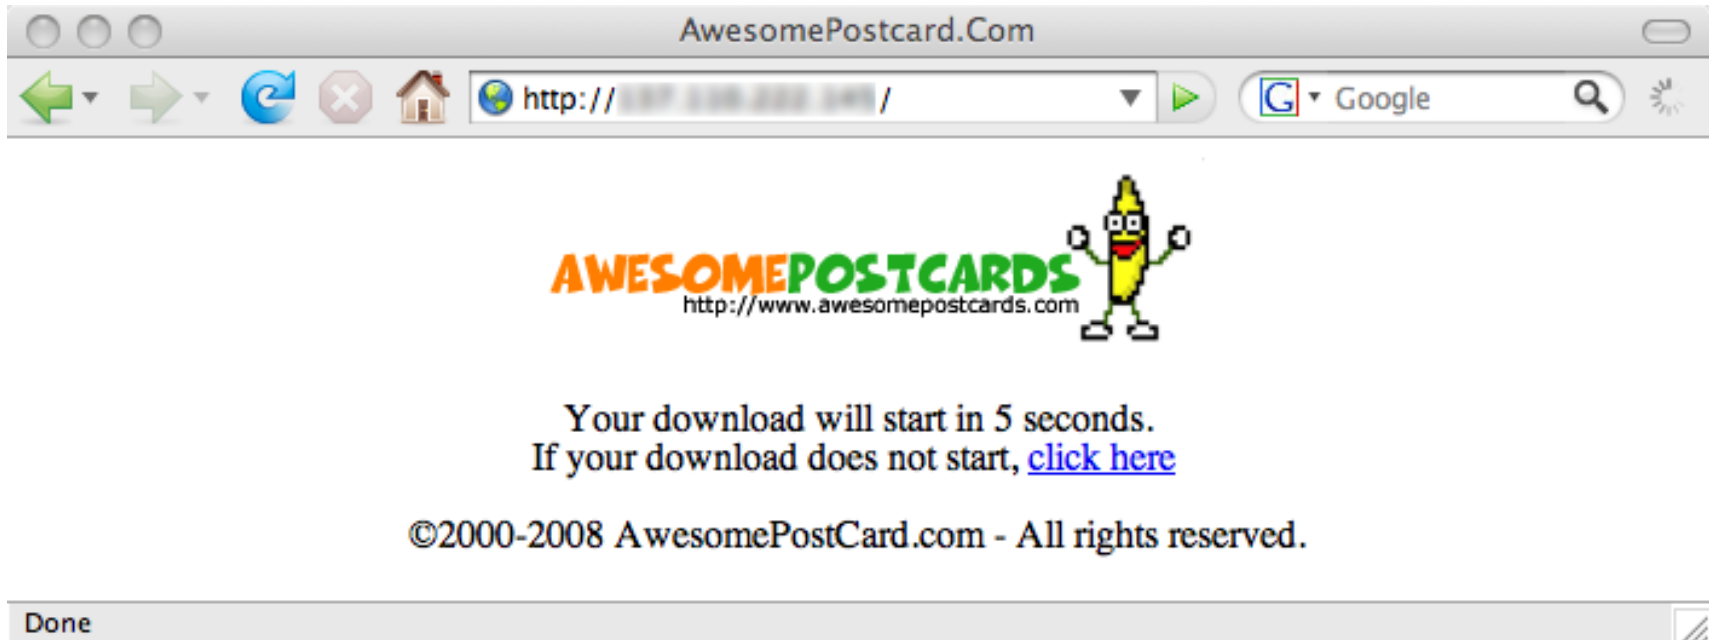 AwesomePostcard.Com
http:// /
Google
AWESOMEPOSTCARDS
http://www.awesomepostcards.com
Your download will start in 5 seconds.
If your download does not start, click here
©2000-2008 AwesomePostCard.com - All rights reserved.
Done